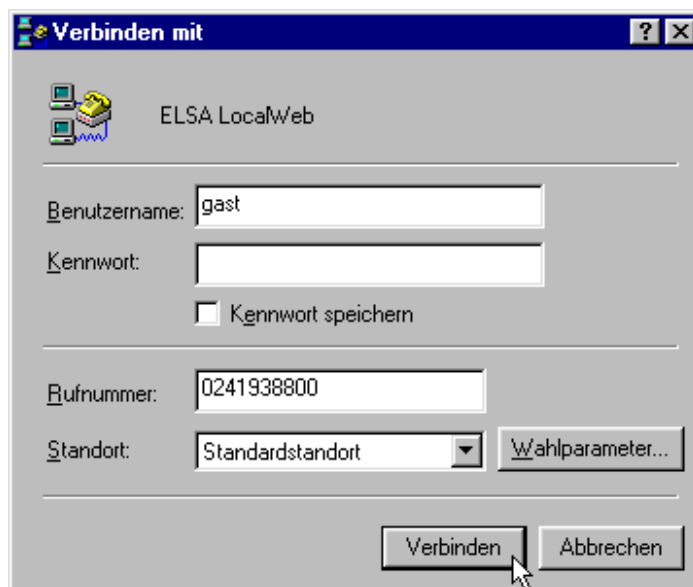 Verbinden mit
ELSA LocalWeb
Benutzername: gast
Kennwort:
Kennwort speichern
Rufnummer: 0241938800
Standort: Standardstandort Wahlparameter...
Verbinden Abbrechen